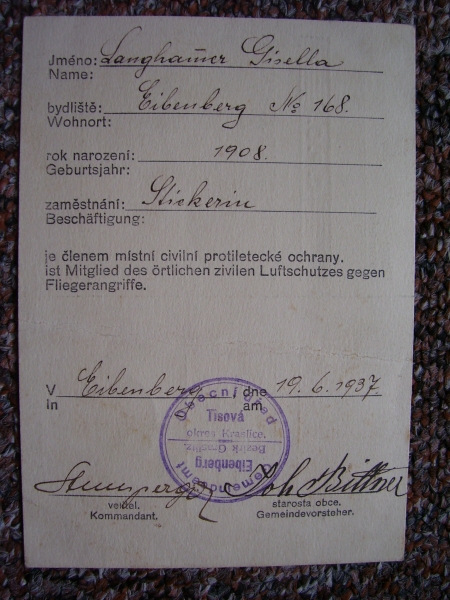 Jméno: Langhammer Gisella
Name:
bydliště: Eibenberg No 168.
Wohnort:
rok narození: 1908.
Geburtsjahr:
zaměstnání: Stickerin
Beschäftigung:
je členem místní civilní protiletecké ochrany.
ist Mitglied des örtlichen zivilen Luftschutzes gegen
Fliegerangriffe.
V Eibenberg dne 19. 6. 1937.
in am
Obecní úřad
Tisová
okres Kraslice.
Bezirk Graslitz.
Eibenberg
Gemeindeamt
velitel. starosta obce.
Kommandant. Gemeindevorsteher.